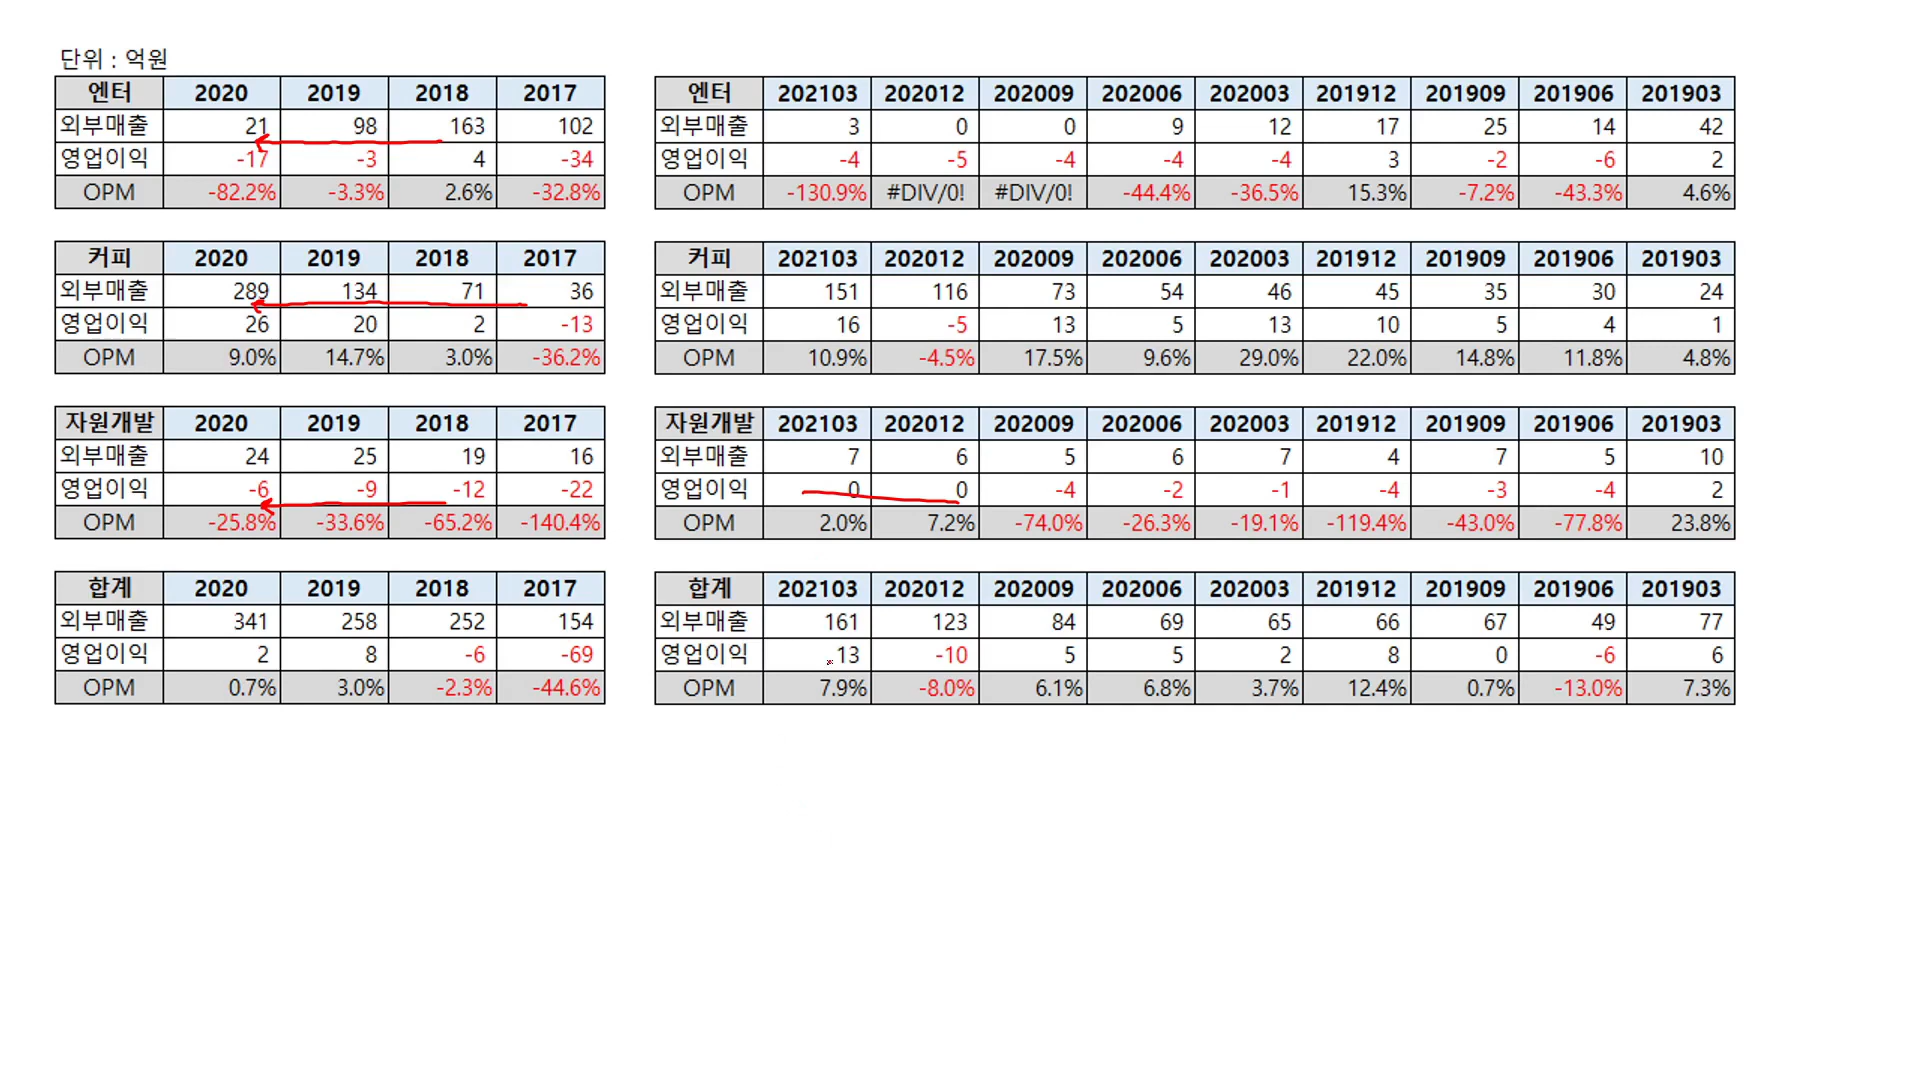 단위 : 억원
엔터 2020 2019 2018 2017
외부매출 21 98 163 102
영업이익 -17 -3 4 -34
OPM -82.2% -3.3% 2.6% -32.8%
커피 2020 2019 2018 2017
외부매출 289 134 71 36
영업이익 26 20 2 -13
OPM 9.0% 14.7% 3.0% -36.2%
자원개발 2020 2019 2018 2017
외부매출 24 25 19 16
영업이익 -6 -9 -12 -22
OPM -25.8% -33.6% -65.2% -140.4%
합계 2020 2019 2018 2017
외부매출 341 258 252 154
영업이익 2 8 -6 -69
OPM 0.7% 3.0% -2.3% -44.6%
엔터 202103 202012 202009 202006 202003 201912 201909 201906 201903
외부매출 3 0 0 9 12 17 25 14 42
영업이익 -4 -5 -4 -4 -4 3 -2 -6 2
OPM -130.9% #DIV/0! #DIV/0! -44.4% -36.5% 15.3% -7.2% -43.3% 4.6%
커피 202103 202012 202009 202006 202003 201912 201909 201906 201903
외부매출 151 116 73 54 46 45 35 30 24
영업이익 16 -5 13 5 13 10 5 4 1
OPM 10.9% -4.5% 17.5% 9.6% 29.0% 22.0% 14.8% 11.8% 4.8%
자원개발 202103 202012 202009 202006 202003 201912 201909 201906 201903
외부매출 7 6 5 6 7 4 7 5 10
영업이익 0 0 -4 -2 -1 -4 -3 -4 2
OPM 2.0% 7.2% -74.0% -26.3% -19.1% -119.4% -43.0% -77.8% 23.8%
합계 202103 202012 202009 202006 202003 201912 201909 201906 201903
외부매출 161 123 84 69 65 66 67 49 77
영업이익 13 -10 5 5 2 8 0 -6 6
OPM 7.9% -8.0% 6.1% 6.8% 3.7% 12.4% 0.7% -13.0% 7.3%